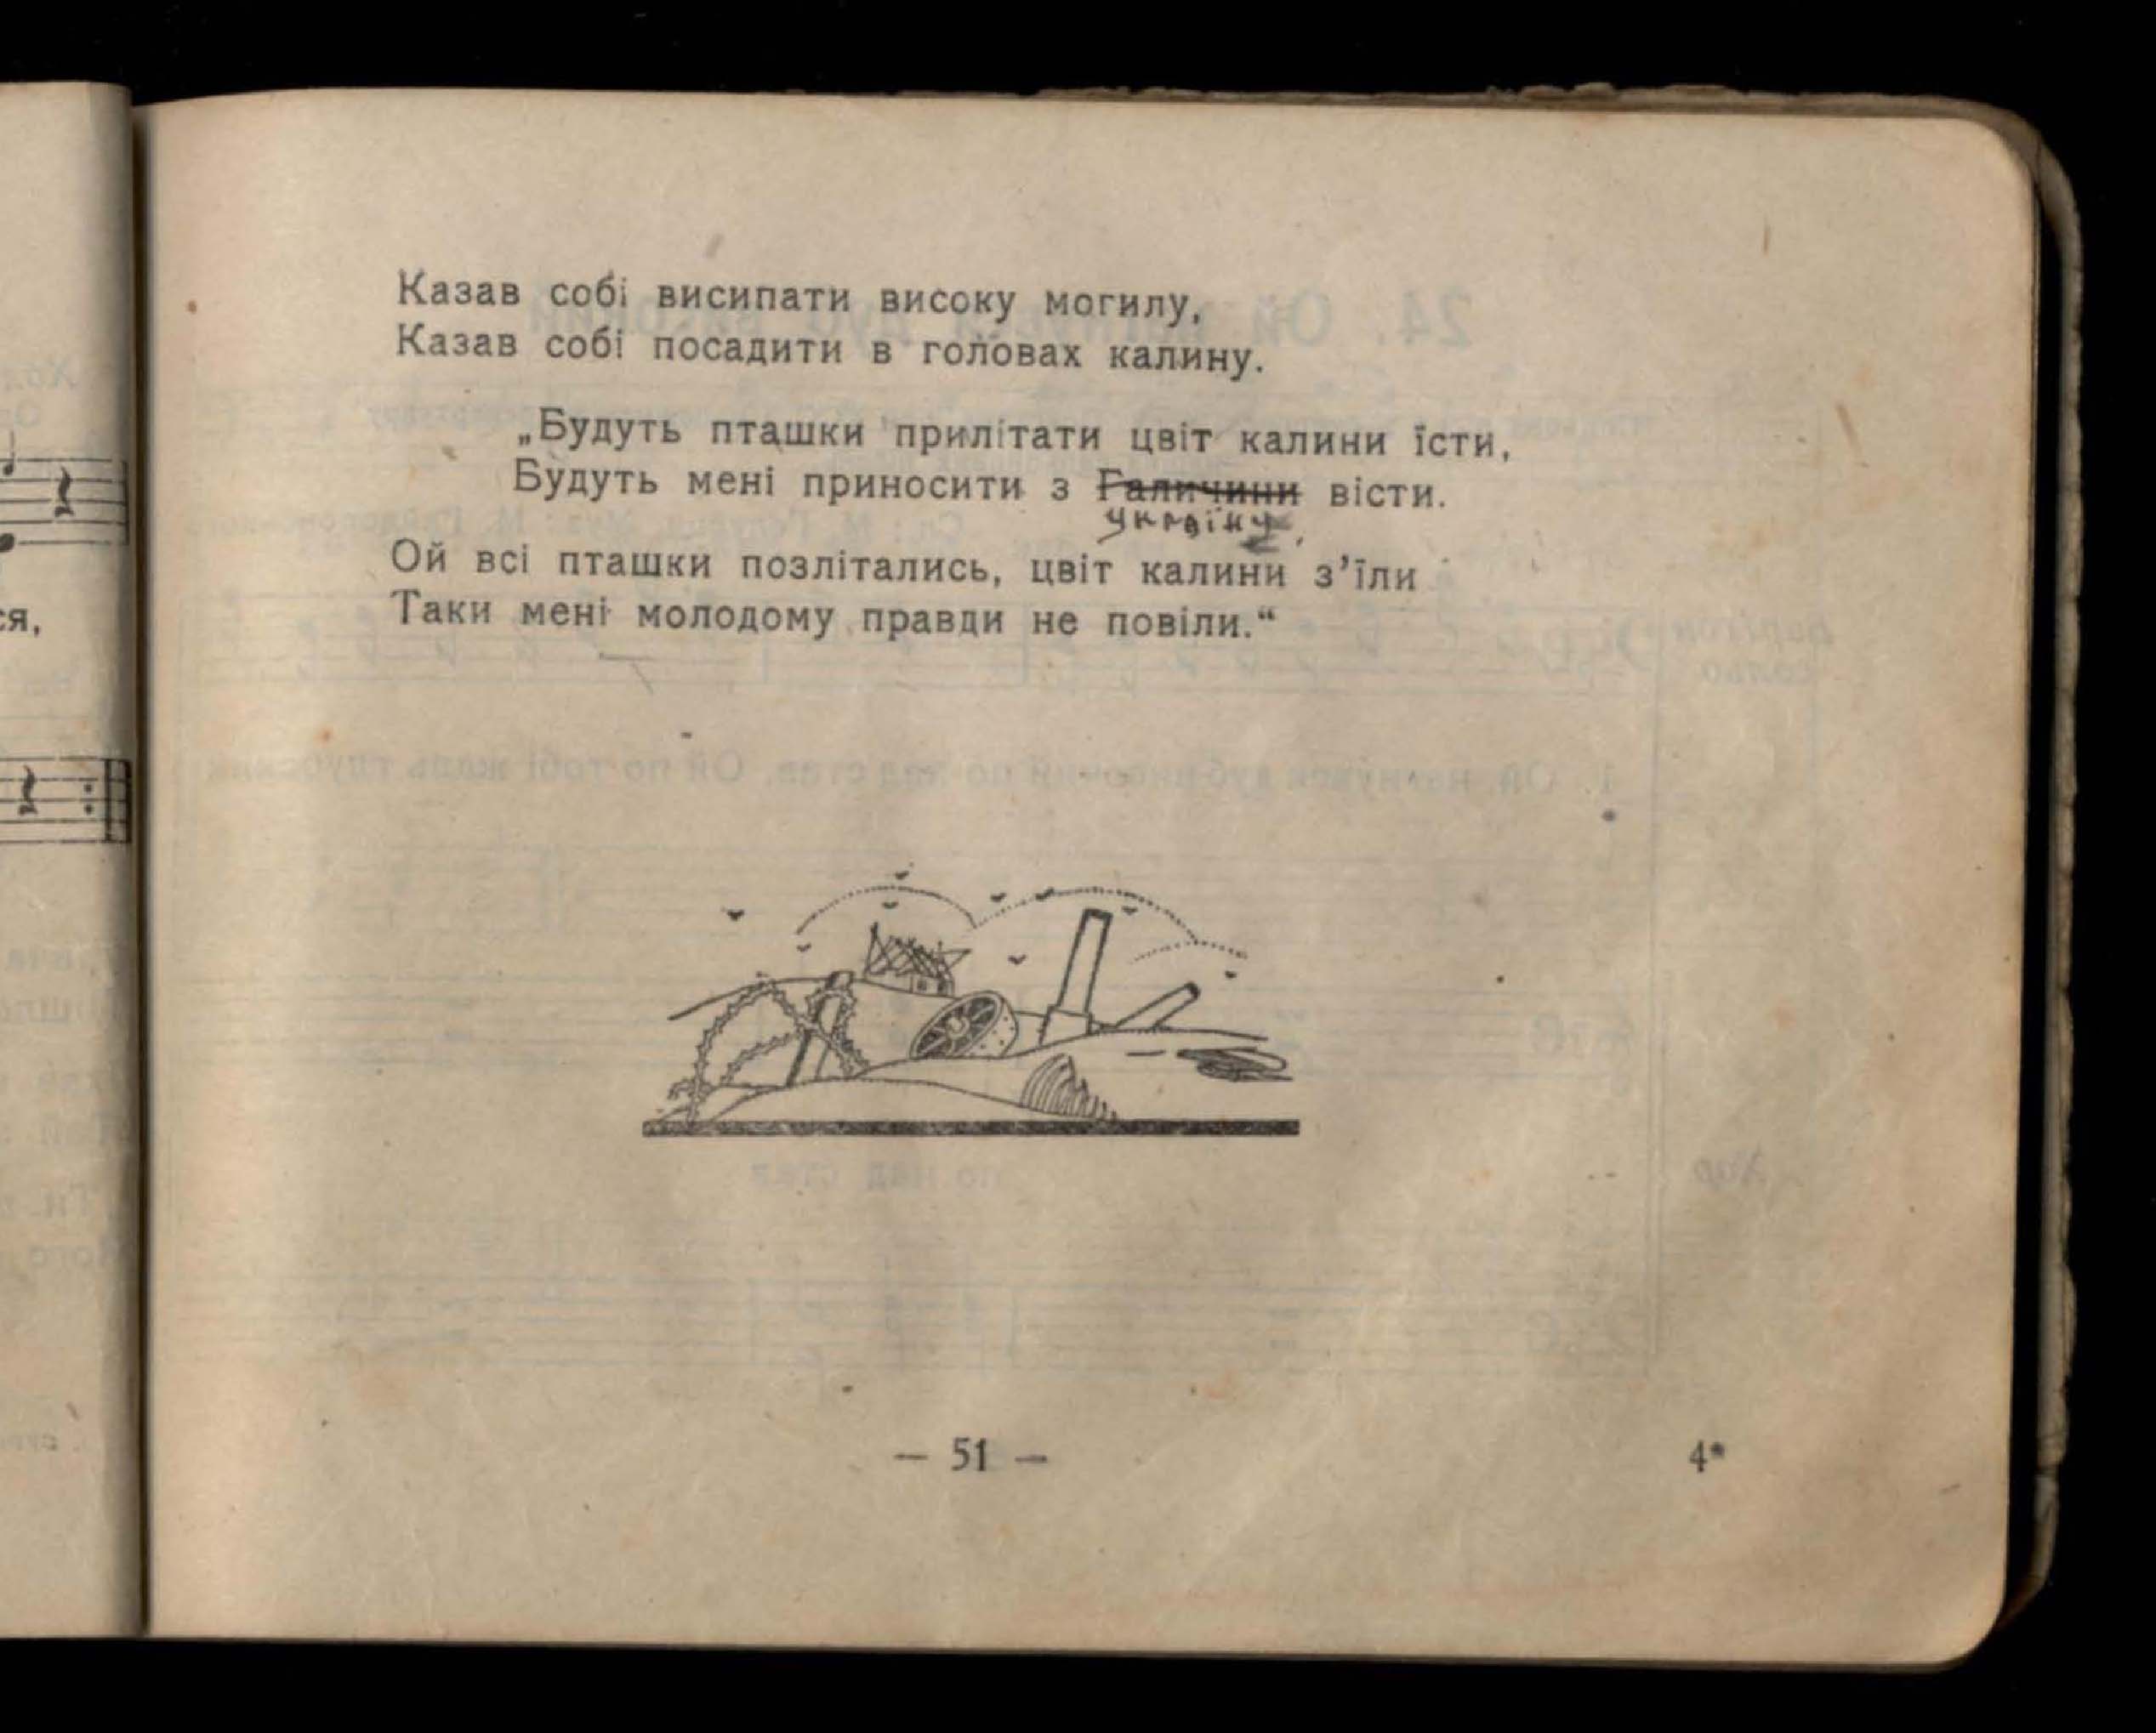 Казав собі висипати високу могилу,
Казав собі посадити в головах калину.
„Будуть пташки прилітати цвіт калини їсти,
Будуть мені приносити з Галичини вісти.
україну
Ой всі пташки позлітались, цвіт калини з’їли
Таки мені молодому правди не повіли.“
ся,
— 51 —
4*